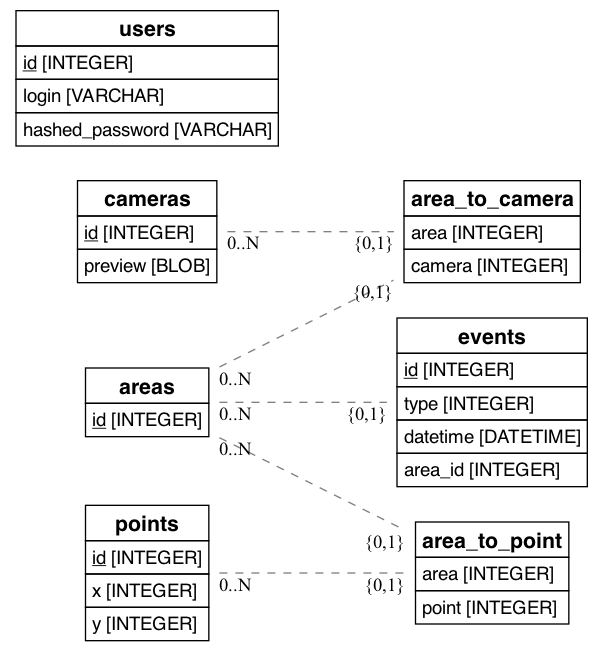 users
id [INTEGER]
login [VARCHAR]
hashed_password [VARCHAR]
cameras
id [INTEGER]
preview [BLOB]
0..N
{0,1}
area_to_camera
area [INTEGER]
camera [INTEGER]
{0,1}
areas
id [INTEGER]
0..N
0..N
0..N
{0,1}
events
id [INTEGER]
type [INTEGER]
datetime [DATETIME]
area_id [INTEGER]
points
id [INTEGER]
x [INTEGER]
y [INTEGER]
0..N
{0,1}
{0,1}
area_to_point
area [INTEGER]
point [INTEGER]